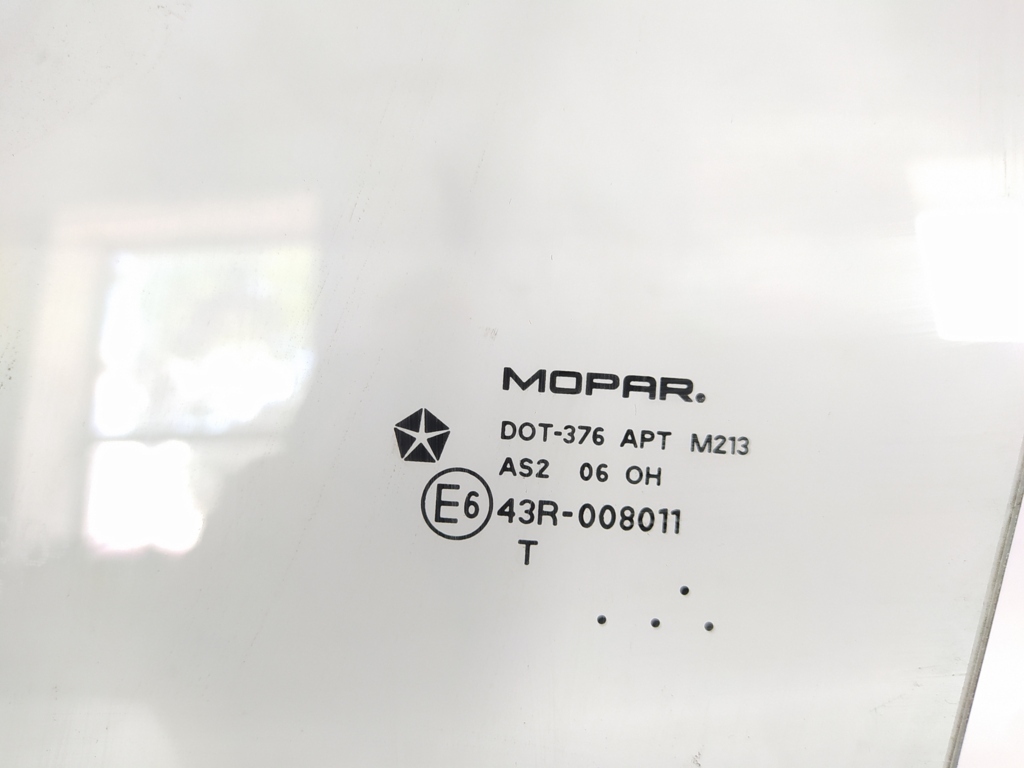 MOPAR®
DOT-376 APT M213
AS2 06 OH
E6 43R-008011
T